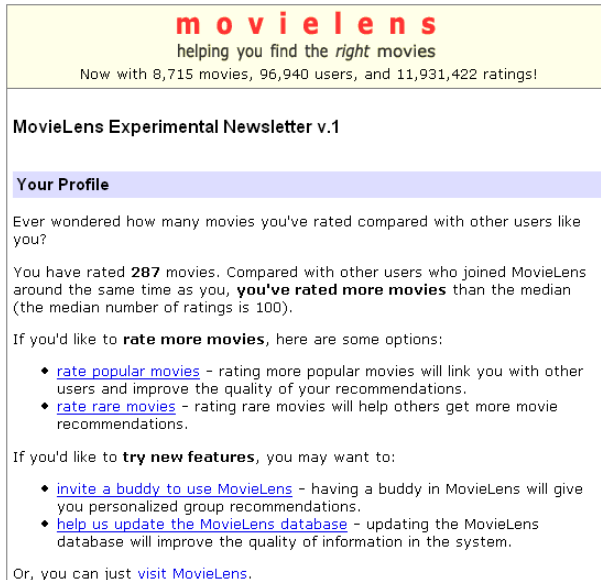 movielens
helping you find the right movies
Now with 8,715 movies, 96,940 users, and 11,931,422 ratings!
MovieLens Experimental Newsletter v.1
Your Profile
Ever wondered how many movies you've rated compared with other users like
you?
You have rated 287 movies. Compared with other users who joined MovieLens
around the same time as you, you've rated more movies than the median
(the median number of ratings is 100).
If you'd like to rate more movies, here are some options:
• rate popular movies – rating more popular movies will link you with other
users and improve the quality of your recommendations.
• rate rare movies – rating rare movies will help others get more movie
recommendations.
If you'd like to try new features, you may want to:
• invite a buddy to use MovieLens – having a buddy in MovieLens will give
you personalized group recommendations.
• help us update the MovieLens database – updating the MovieLens
database will improve the quality of information in the system.
Or, you can just visit MovieLens.